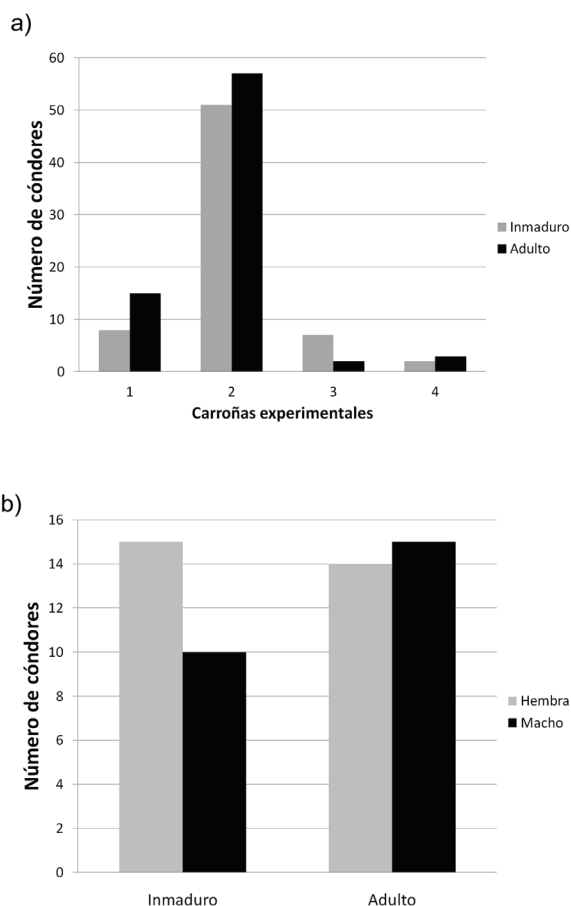 a)
60
50
40
30
20
10
0
Número de cóndores
1 2 3 4
Carroñas experimentales
Inmaduro
Adulto
b)
16
14
12
10
8
6
4
2
0
Número de cóndores
Inmaduro Adulto
Hembra
Macho